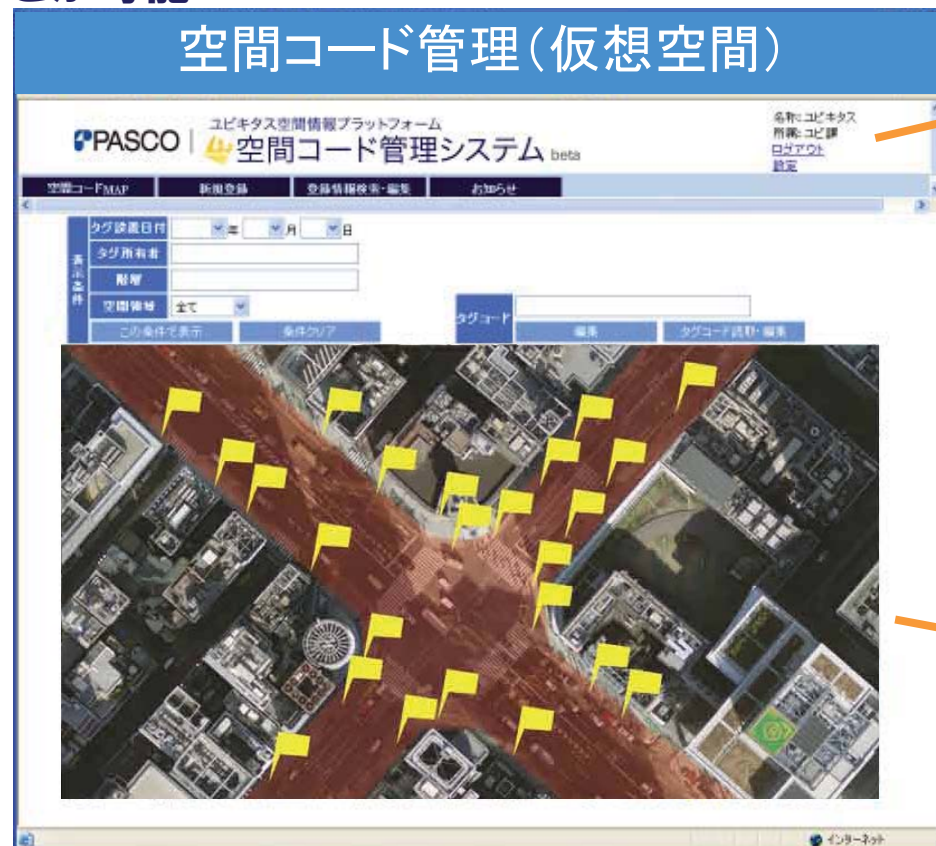 空間コード管理(仮想空間)
PASCO
ユビキタス空間情報プラットフォーム
空間コード管理システム beta
名称:ユビキタス
所属:ユビ課
ログアウト
設定
空間コードMAP 新規登録 登録情報検索・編集 お知らせ
表示条件
タグ設置日付 年 月 日
タグ所有者
階層
空間領域 全て
この条件で表示 条件クリア
タグコード
編集 タグコード読取・編集
インターネット